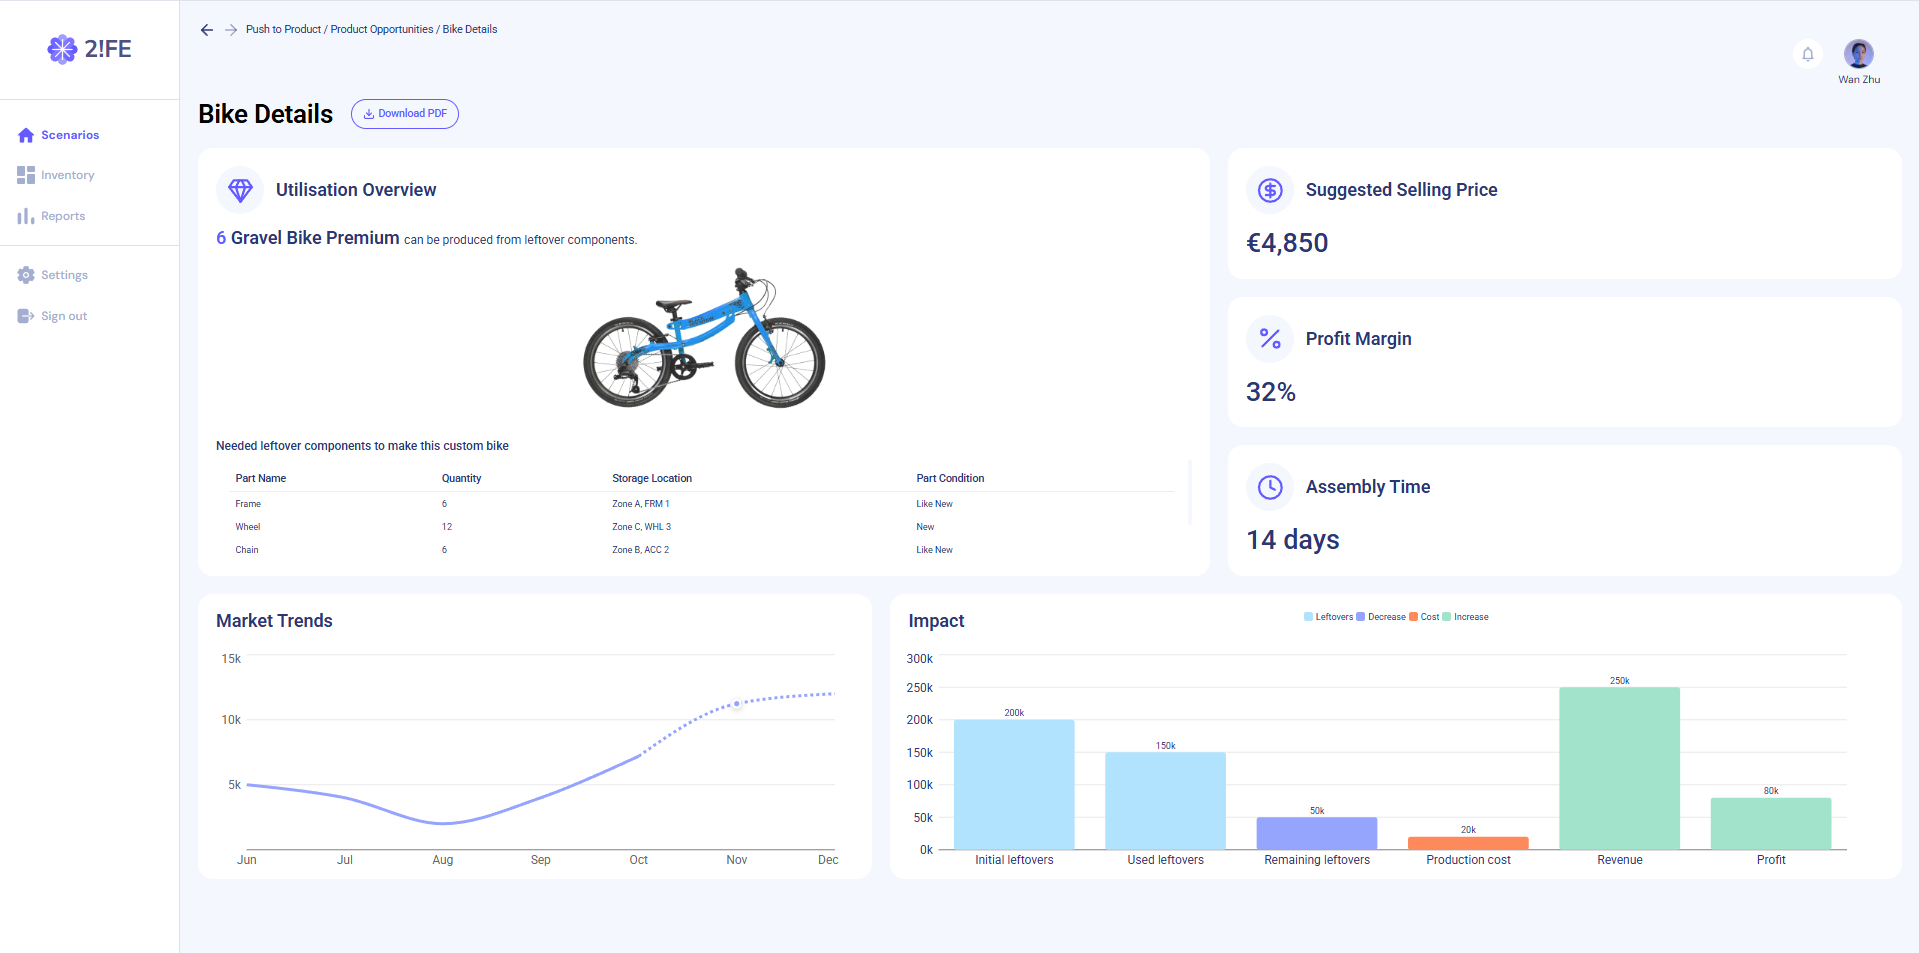 Push to Product / Product Opportunities / Bike Details
2!FE
Wan Zhu
Scenarios
Inventory
Reports
Settings
Sign out
Bike Details
Download PDF
Utilisation Overview
6 Gravel Bike Premium can be produced from leftover components.
Needed leftover components to make this custom bike
Part Name Quantity Storage Location Part Condition
Frame 6 Zone A, FRM 1 Like New
Wheel 12 Zone C, WHL 3 New
Chain 6 Zone B, ACC 2 Like New
Suggested Selling Price
€4,850
Profit Margin
32%
Assembly Time
14 days
Market Trends
15k
10k
5k
Jun Jul Aug Sep Oct Nov Dec
Impact
Leftovers Decrease Cost Increase
300k
250k
200k
150k
100k
50k
0k
200k
150k
50k
20k
250k
80k
Initial leftovers Used leftovers Remaining leftovers Production cost Revenue Profit